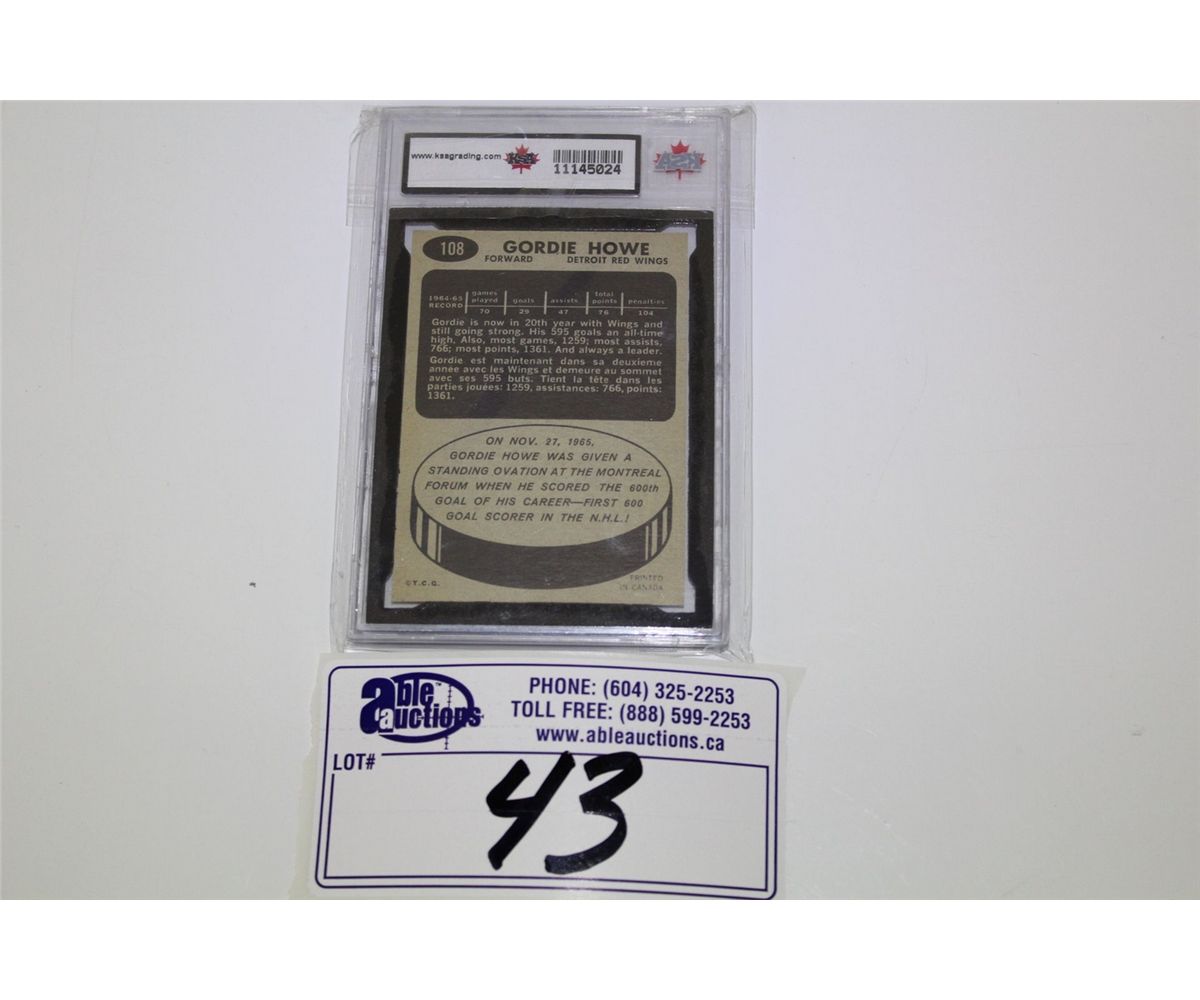 www.ksagrading.com KSA
11145024
KSA
108 GORDIE HOWE
FORWARD DETROIT RED WINGS
1964-65 RECORD games played goals assists total points penalties
70 29 47 76 104
Gordie is now in 20th year with Wings and
still going strong. His 595 goals an all-time
high. Also, most games, 1259; most assists,
766; most points, 1361. And always a leader.
Gordie est maintenant dans sa deuxieme
année avec les Wings et demeure au sommet
avec ses 595 buts. Tient la tête dans les
parties jouées: 1259, assistances: 766, points:
1361.
ON NOV. 27, 1965,
GORDIE HOWE WAS GIVEN A
STANDING OVATION AT THE MONTREAL
FORUM WHEN HE SCORED THE 600th
GOAL OF HIS CAREER—FIRST 600
GOAL SCORER IN THE N.H.L.!
©T.C.G.
PRINTED
IN CANADA
able auctions™
PHONE: (604) 325-2253
TOLL FREE: (888) 599-2253
www.ableauctions.ca
LOT#
43